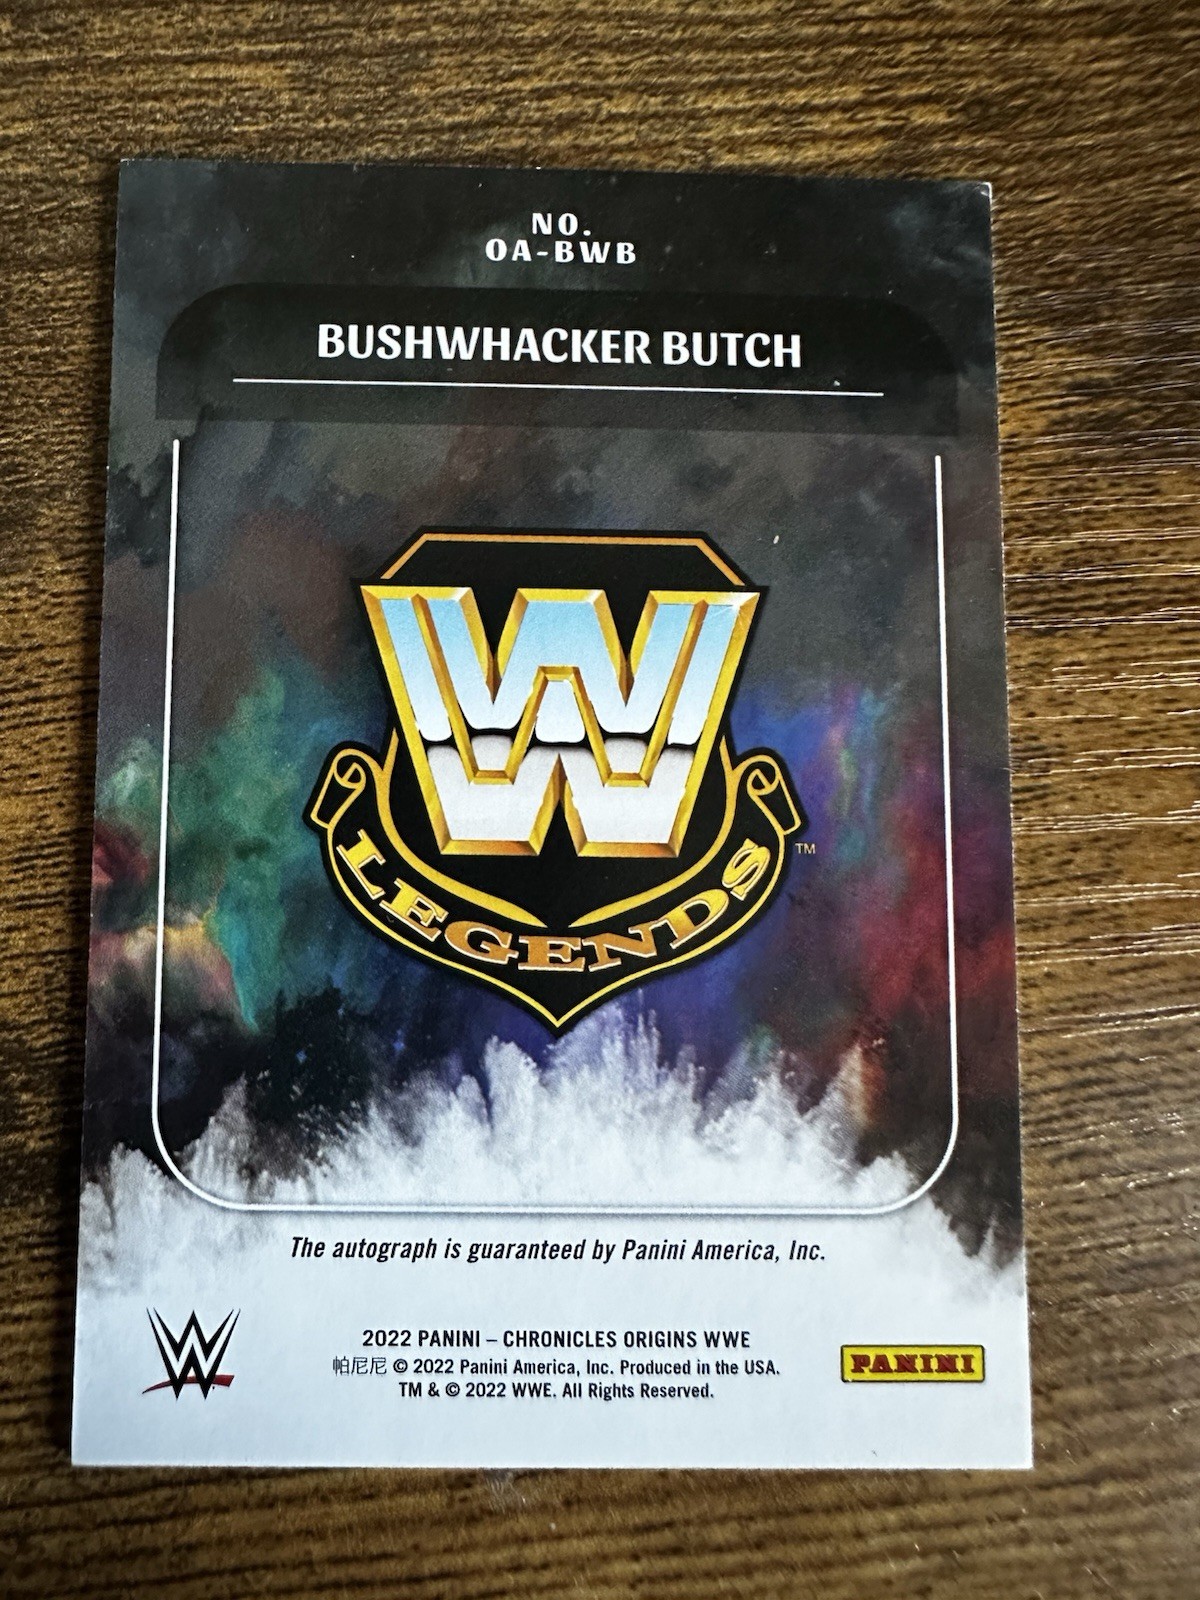 NO.
OA-BWB
BUSHWHACKER BUTCH
W
W
LEGENDS
TM
The autograph is guaranteed by Panini America, Inc.
2022 PANINI – CHRONICLES ORIGINS WWE
帕尼尼 © 2022 Panini America, Inc. Produced in the USA.
TM & © 2022 WWE. All Rights Reserved.
W
PANINI